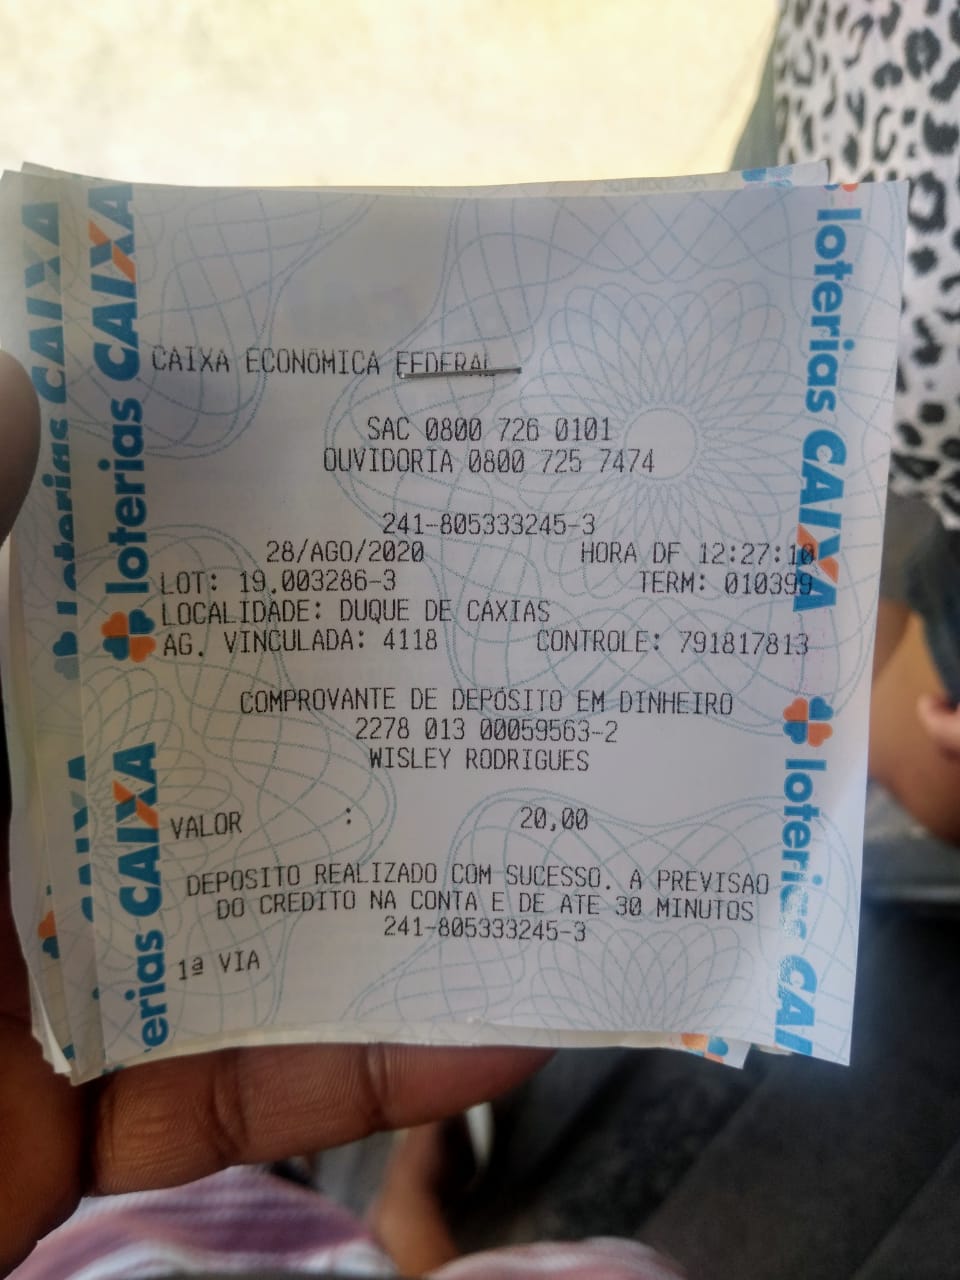 CAIXA ECONÔMICA FEDERAL
SAC 0800 726 0101
OUVIDORIA 0800 725 7474
241-805333245-3
28/AGO/2020 HORA DF 12:27:10
LOT: 19.003286-3 TERM: 010399
LOCALIDADE: DUQUE DE CAXIAS
AG. VINCULADA: 4118 CONTROLE: 791817813
COMPROVANTE DE DEPÓSITO EM DINHEIRO
2278 013 00059563-2
WISLEY RODRIGUES
VALOR : 20,00
DEPOSITO REALIZADO COM SUCESSO. A PREVISAO
DO CREDITO NA CONTA E DE ATE 30 MINUTOS
241-805333245-3
1ª VIA
loterias CAIXA
erias CAIXA
loterias CAIXA
loterias CAI
loterias CAIXA